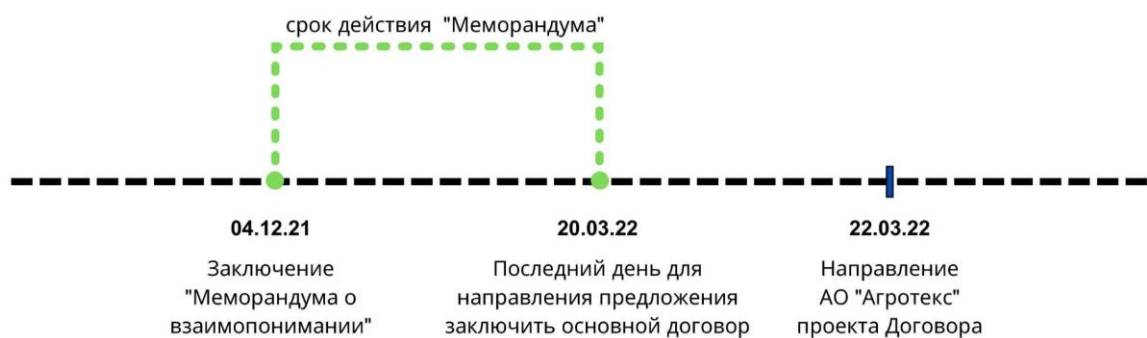 срок действия "Меморандума"
04.12.21
Заключение
"Меморандума о
взаимопонимании"
20.03.22
Последний день для
направления предложения
заключить основной договор
22.03.22
Направление
АО "Агротекс"
проекта Договора